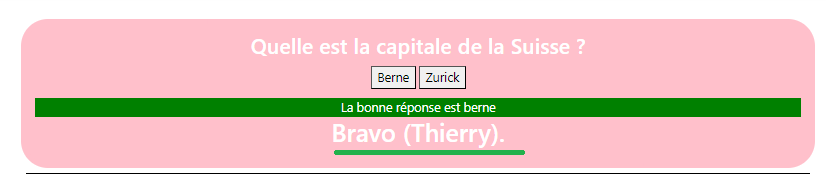 Quelle est la capitale de la Suisse ?
Berne Zurick
La bonne réponse est berne
Bravo (Thierry).